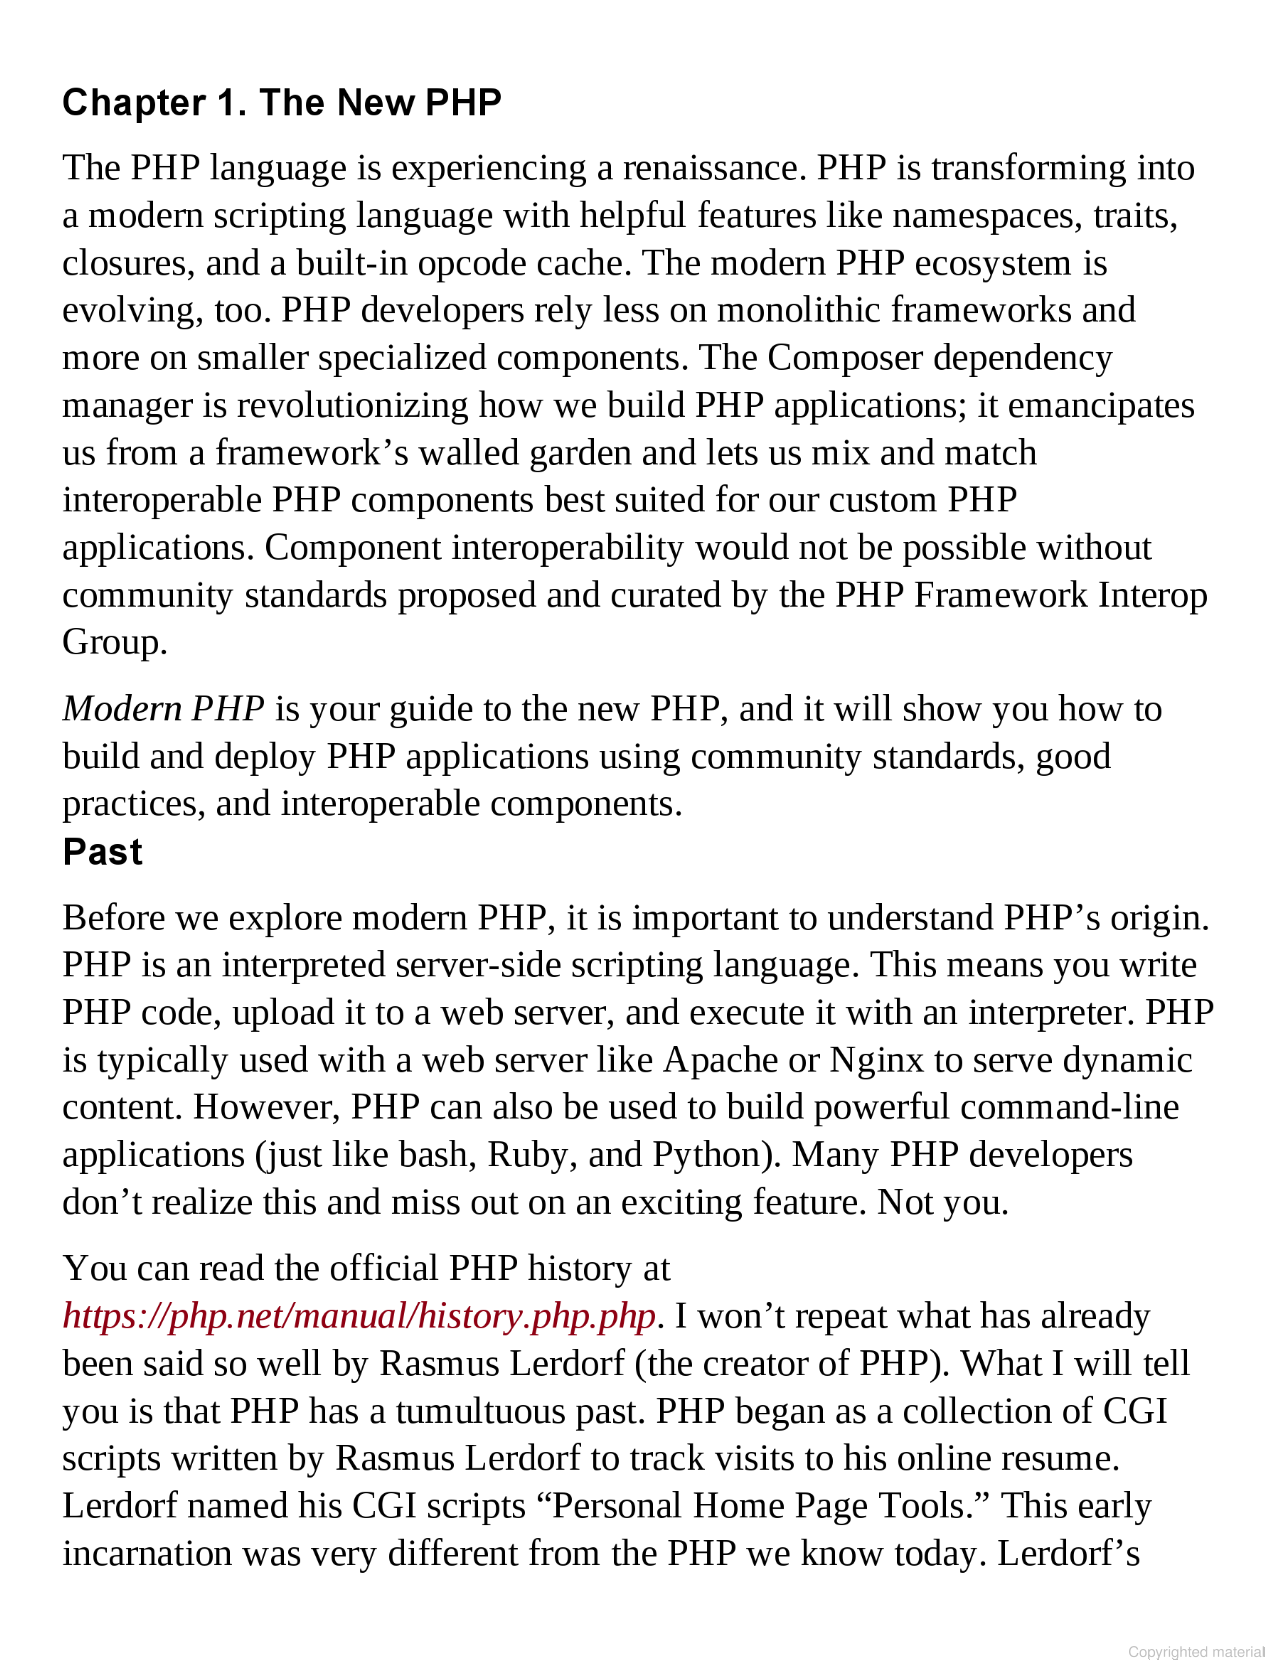 Chapter 1. The New PHP
The PHP language is experiencing a renaissance. PHP is transforming into
a modern scripting language with helpful features like namespaces, traits,
closures, and a built-in opcode cache. The modern PHP ecosystem is
evolving, too. PHP developers rely less on monolithic frameworks and
more on smaller specialized components. The Composer dependency
manager is revolutionizing how we build PHP applications; it emancipates
us from a framework’s walled garden and lets us mix and match
interoperable PHP components best suited for our custom PHP
applications. Component interoperability would not be possible without
community standards proposed and curated by the PHP Framework Interop
Group.
Modern PHP is your guide to the new PHP, and it will show you how to
build and deploy PHP applications using community standards, good
practices, and interoperable components.
Past
Before we explore modern PHP, it is important to understand PHP’s origin.
PHP is an interpreted server-side scripting language. This means you write
PHP code, upload it to a web server, and execute it with an interpreter. PHP
is typically used with a web server like Apache or Nginx to serve dynamic
content. However, PHP can also be used to build powerful command-line
applications (just like bash, Ruby, and Python). Many PHP developers
don’t realize this and miss out on an exciting feature. Not you.
You can read the official PHP history at
https://php.net/manual/history.php.php. I won’t repeat what has already
been said so well by Rasmus Lerdorf (the creator of PHP). What I will tell
you is that PHP has a tumultuous past. PHP began as a collection of CGI
scripts written by Rasmus Lerdorf to track visits to his online resume.
Lerdorf named his CGI scripts “Personal Home Page Tools.” This early
incarnation was very different from the PHP we know today. Lerdorf’s
Copyrighted material